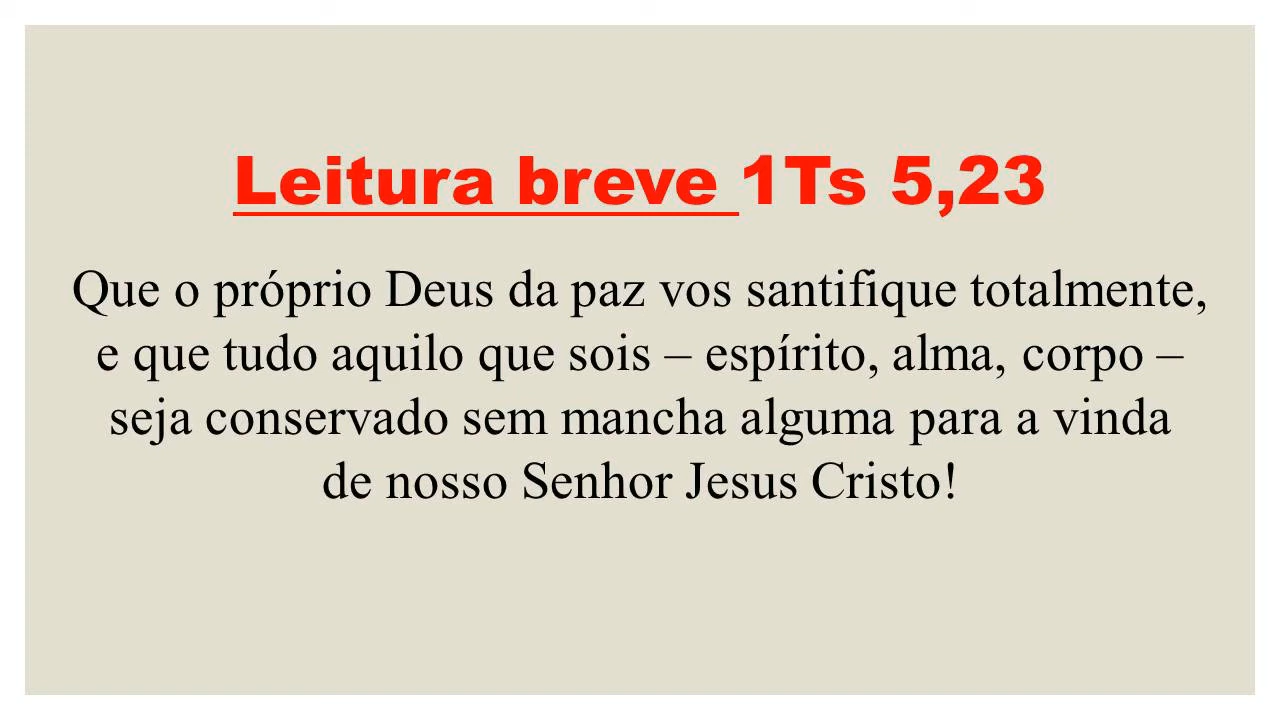 Leitura breve 1Ts 5,23
Que o próprio Deus da paz vos santifique totalmente,
e que tudo aquilo que sois – espírito, alma, corpo –
seja conservado sem mancha alguma para a vinda
de nosso Senhor Jesus Cristo!